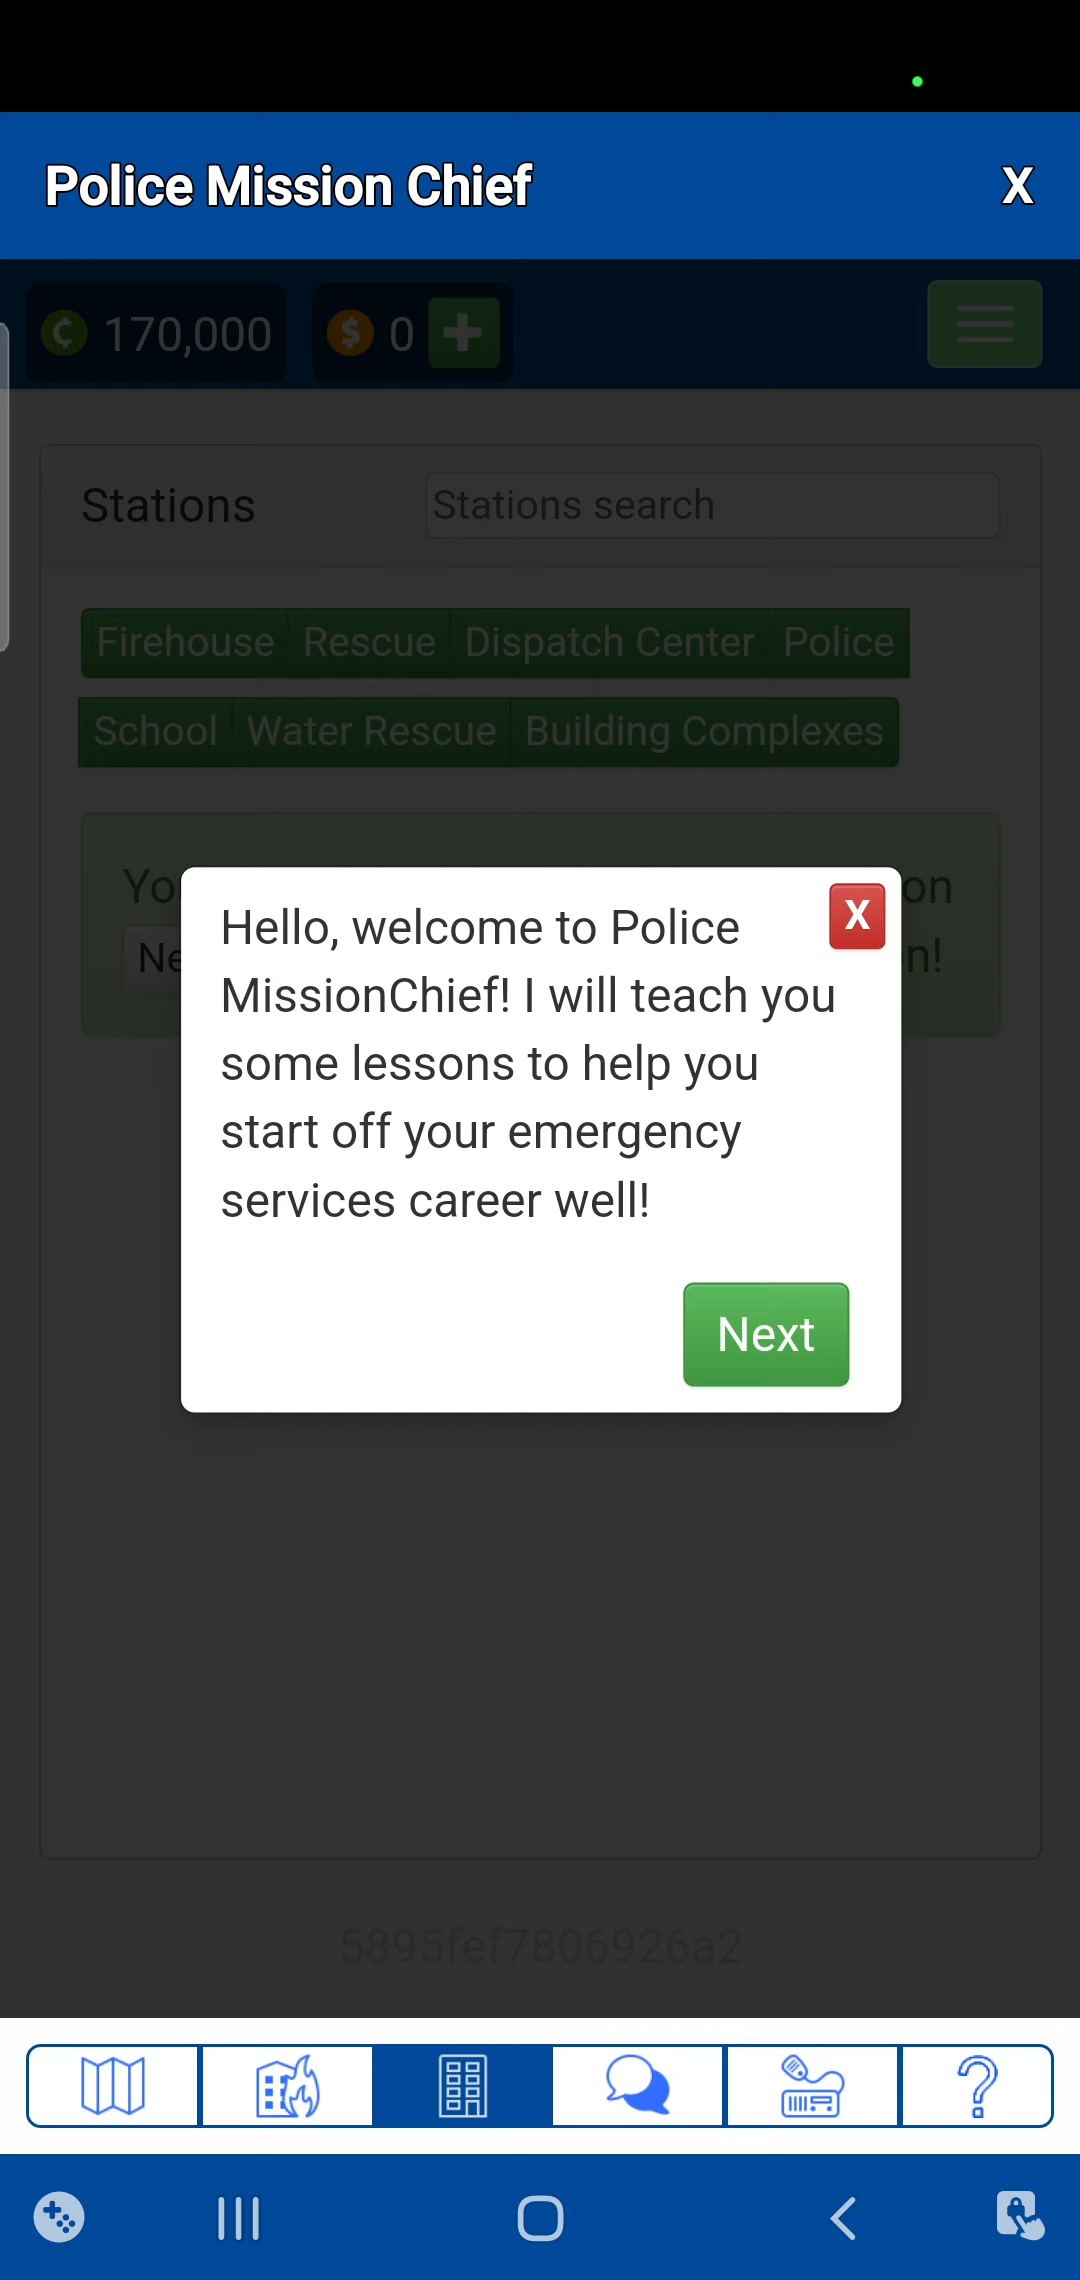 Police Mission Chief X
170,000 0
Stations Stations search
Firehouse Rescue Dispatch Center Police
School Water Rescue Building Complexes
Hello, welcome to Police X
MissionChief! I will teach you
some lessons to help you
start off your emergency
services career well!
Next
5895fef7806926a2